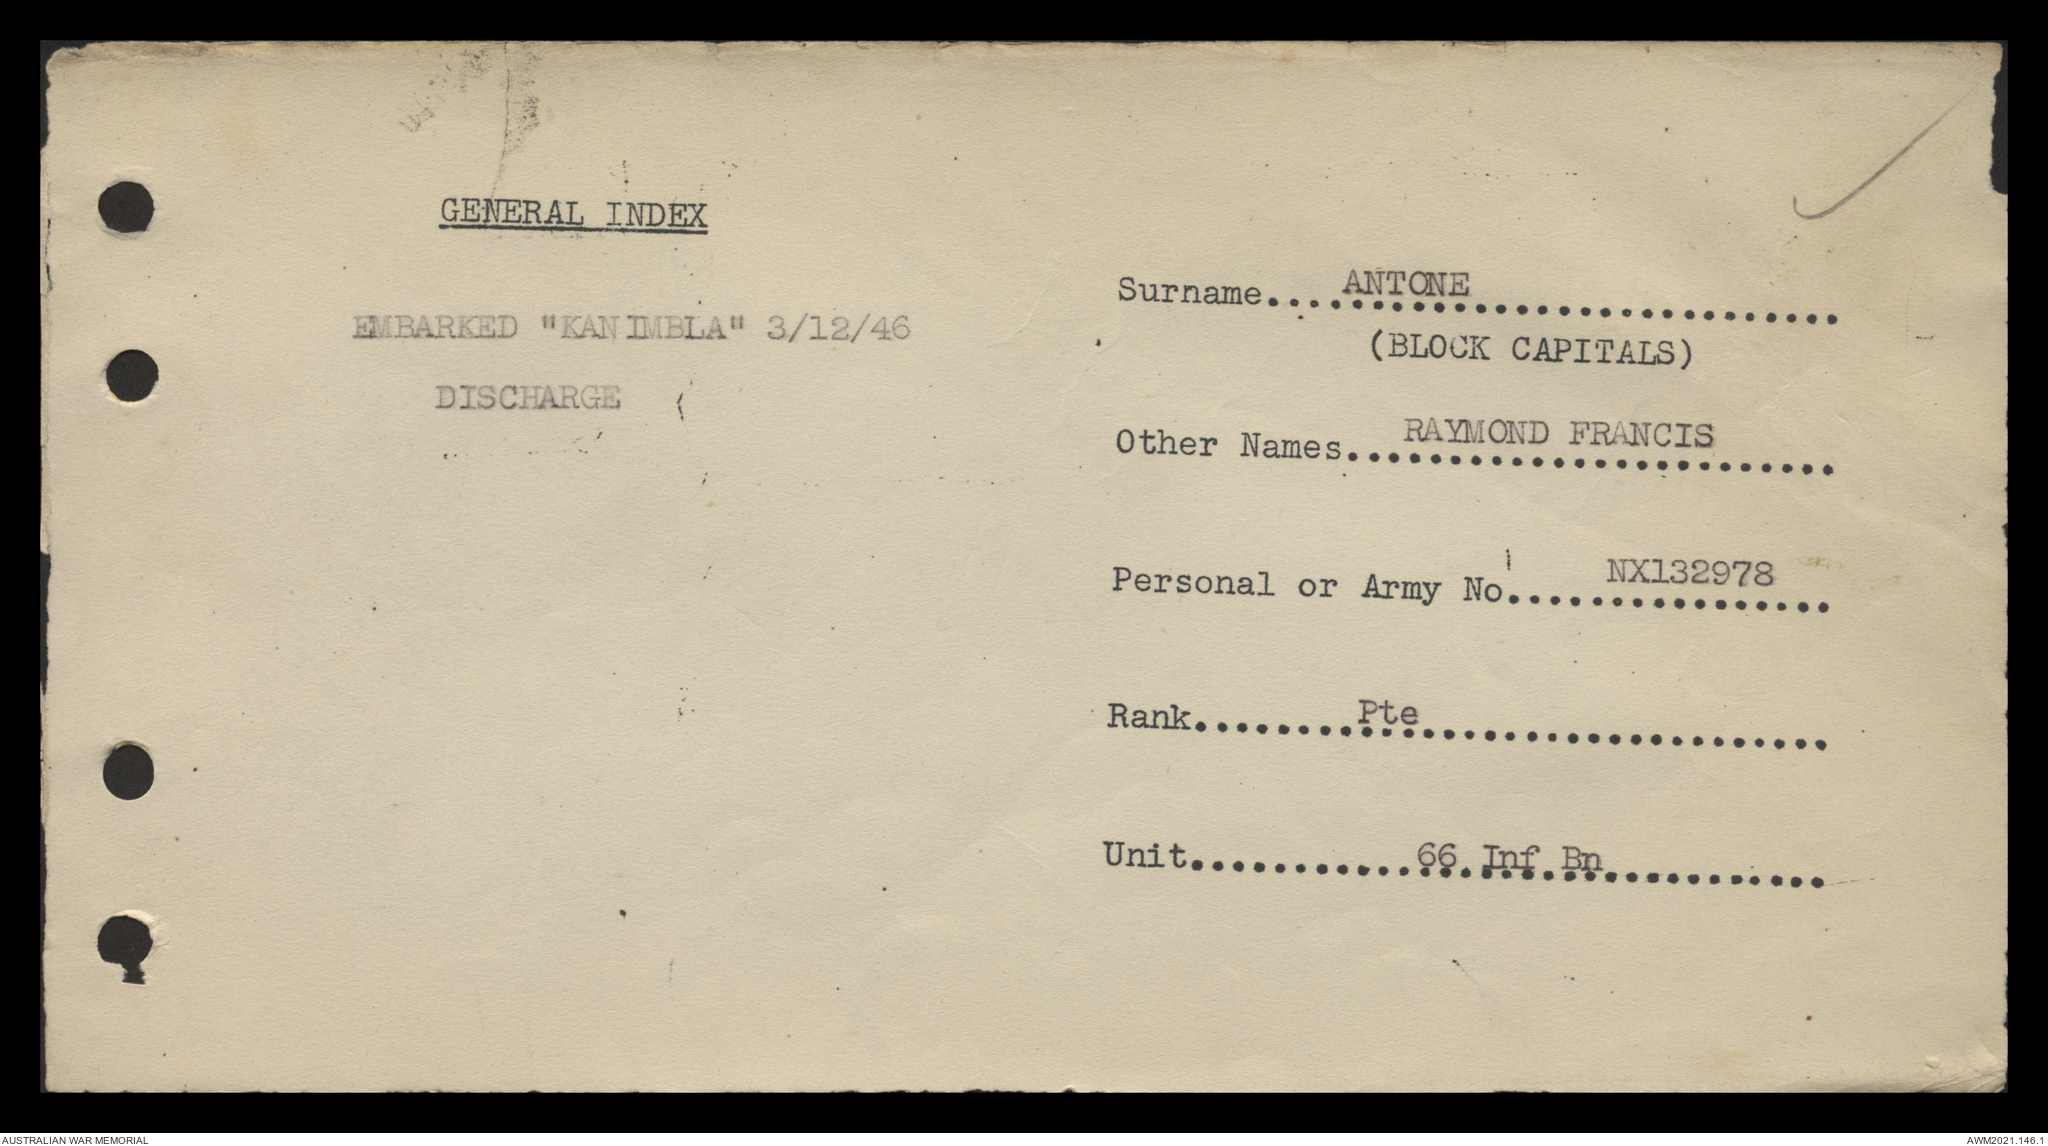 GENERAL INDEX
EMBARKED "KANIMBLA" 3/12/46
DISCHARGE
Surname....ANTONE....................
(BLOCK CAPITALS)
Other Names....RAYMOND FRANCIS......
Personal or Army No.....NX132978...
Rank........Pte....................
Unit...........66 Inf Bn...........
AUSTRALIAN WAR MEMORIAL
AWM2021.146.1